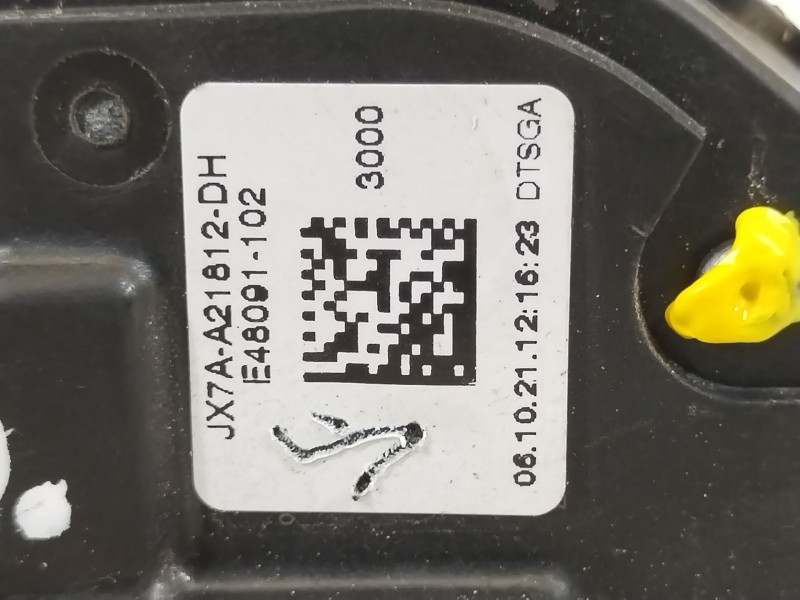 JX7A-A21812-DH
E48091-102
3000
06.10.21.12:16:23 DTSGA